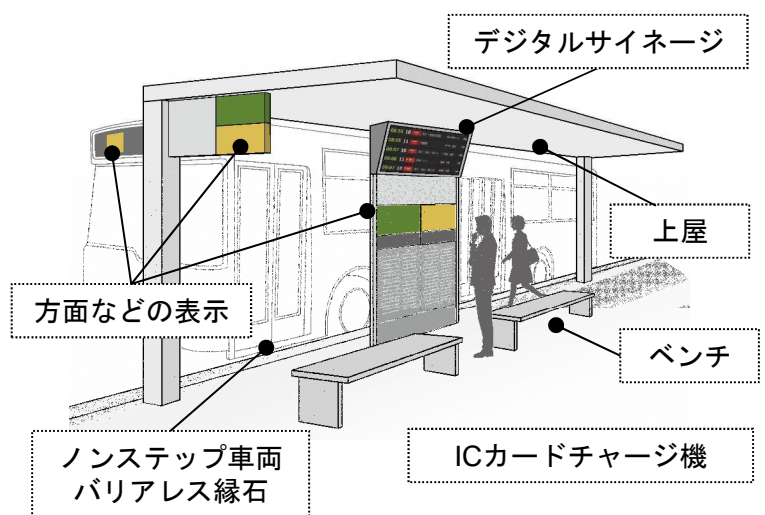 デジタルサイネージ
上屋
方面などの表示
ベンチ
ノンステップ車両
バリアレス縁石
ICカードチャージ機